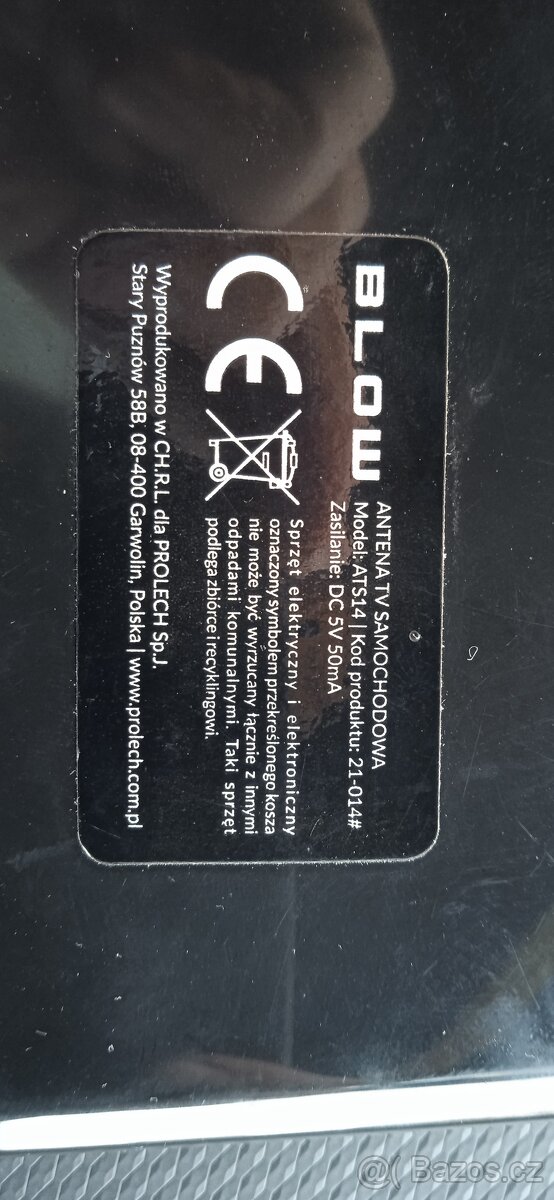 BLOW
ANTENA TV SAMOCHODOWA
Model: ATS14 | Kod produktu: 21-014#
Zasilanie: DC 5V 50mA
CE
Sprzęt elektryczny i elektroniczny
oznaczony symbolem przekreślonego kosza
nie może być wyrzucany łącznie z innymi
odpadami komunalnymi. Taki sprzęt
podlega zbiórce i recyklingowi.
Wyprodukowano w CH.R.L. dla PROLECH Sp.J.
Stary Puznów 58B, 08-400 Garwolin, Polska | www.prolech.com.pl
Bazos.cz